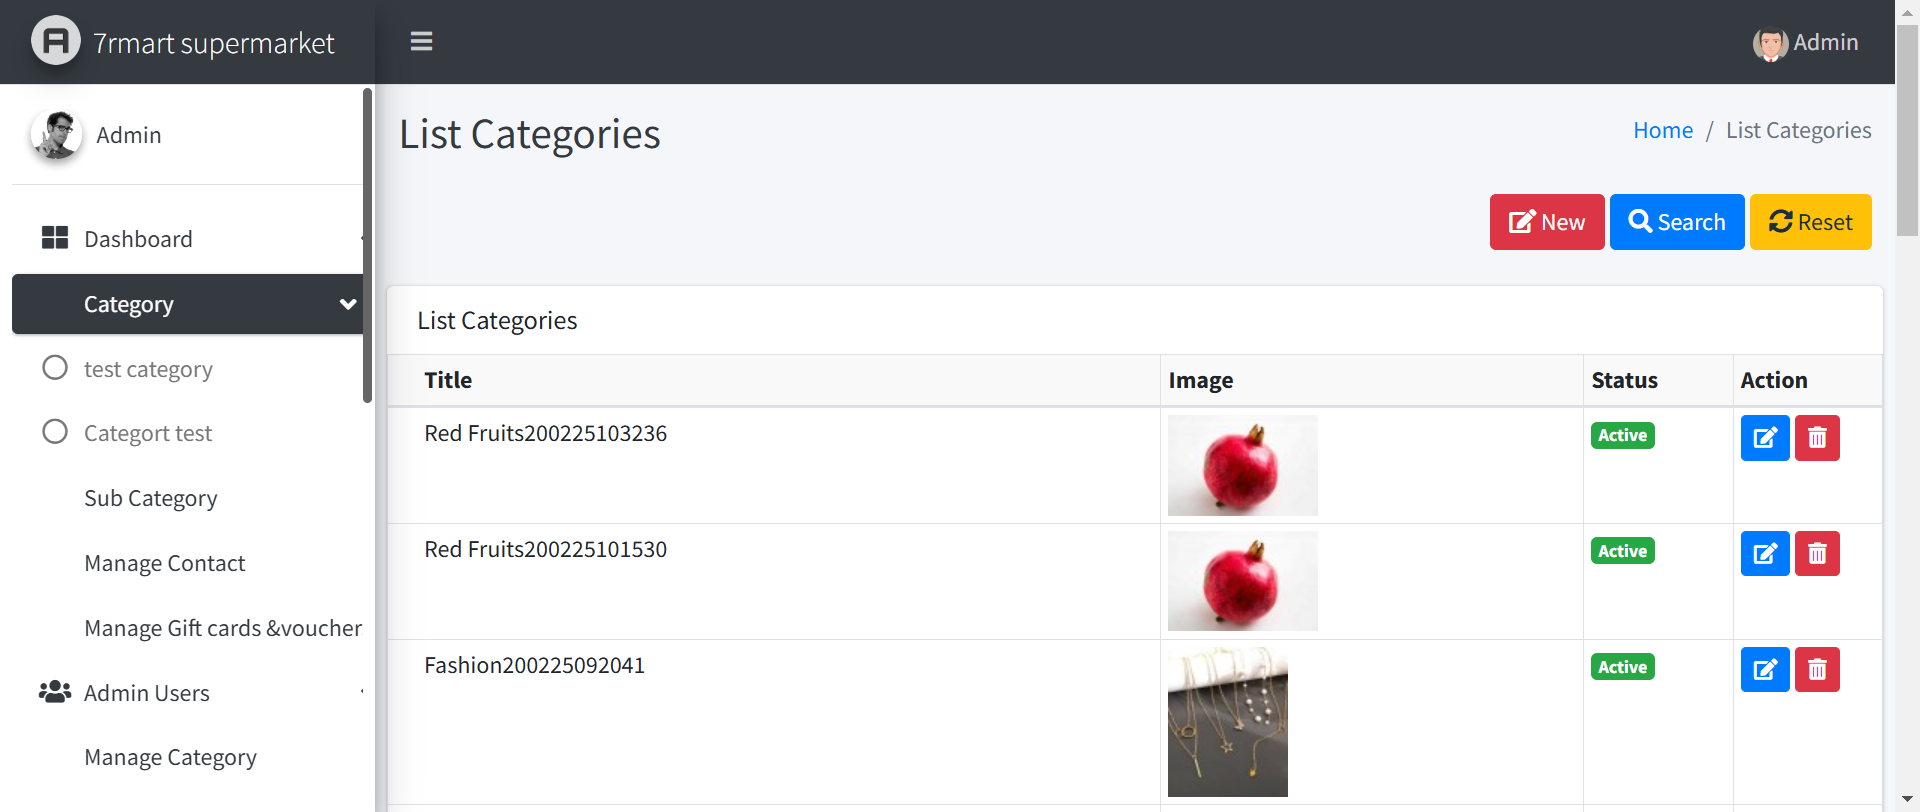 7rmart supermarket
Admin
Admin
List Categories
Home / List Categories
New
Search
Reset
Dashboard
Category
test category
Categort test
Sub Category
Manage Contact
Manage Gift cards &voucher
Admin Users
Manage Category
List Categories
Title Image Status Action
Red Fruits200225103236 Active
Red Fruits200225101530 Active
Fashion200225092041 Active